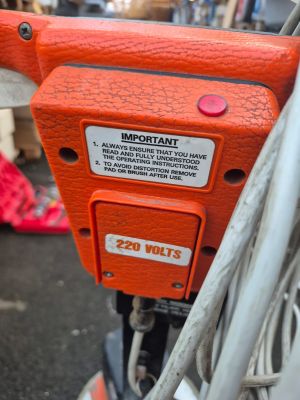 IMPORTANT
1. ALWAYS ENSURE THAT YOU HAVE
READ AND FULLY UNDERSTOOD
THE OPERATING INSTRUCTIONS.
2. TO AVOID DISTORTION REMOVE
PAD OR BRUSH AFTER USE.
220 VOLTS